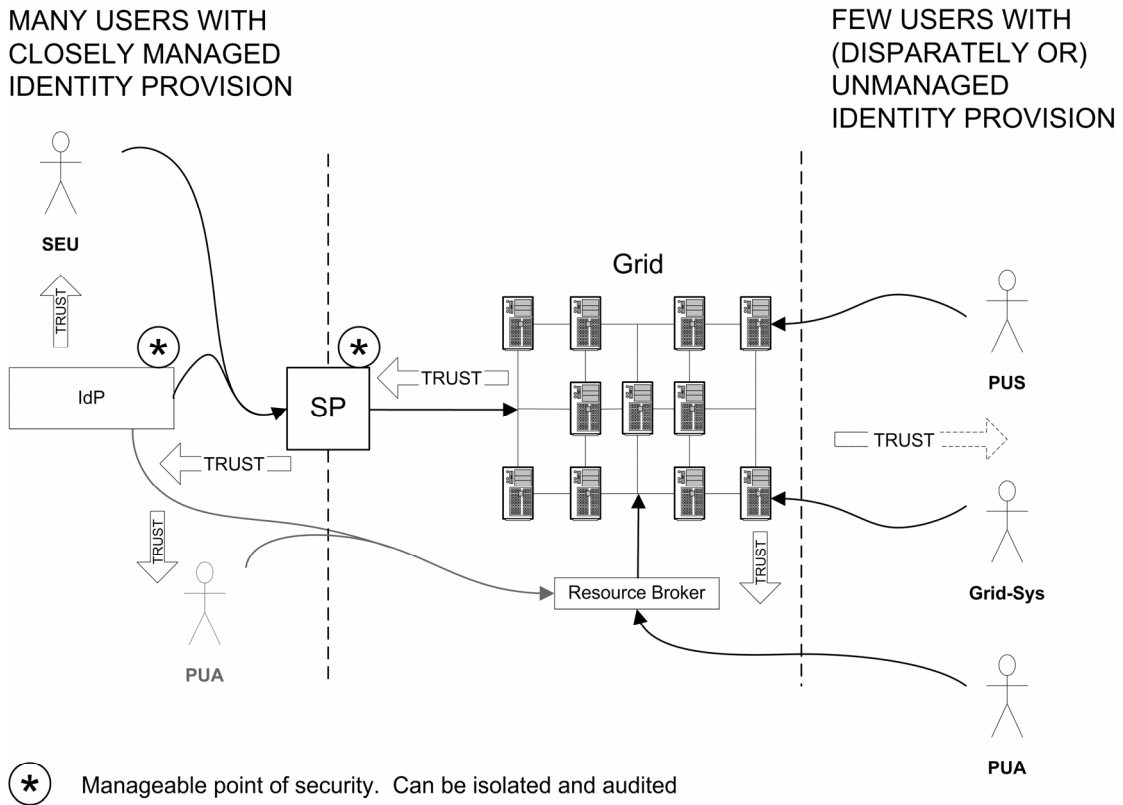 MANY USERS WITH
CLOSELY MANAGED
IDENTITY PROVISION
FEW USERS WITH
(DISPARATELY OR)
UNMANAGED
IDENTITY PROVISION
SEU
TRUST
*
IdP
*
SP
TRUST
Grid
PUS
TRUST
TRUST
TRUST
PUA
TRUST
Resource Broker
Grid-Sys
PUA
* Manageable point of security. Can be isolated and audited